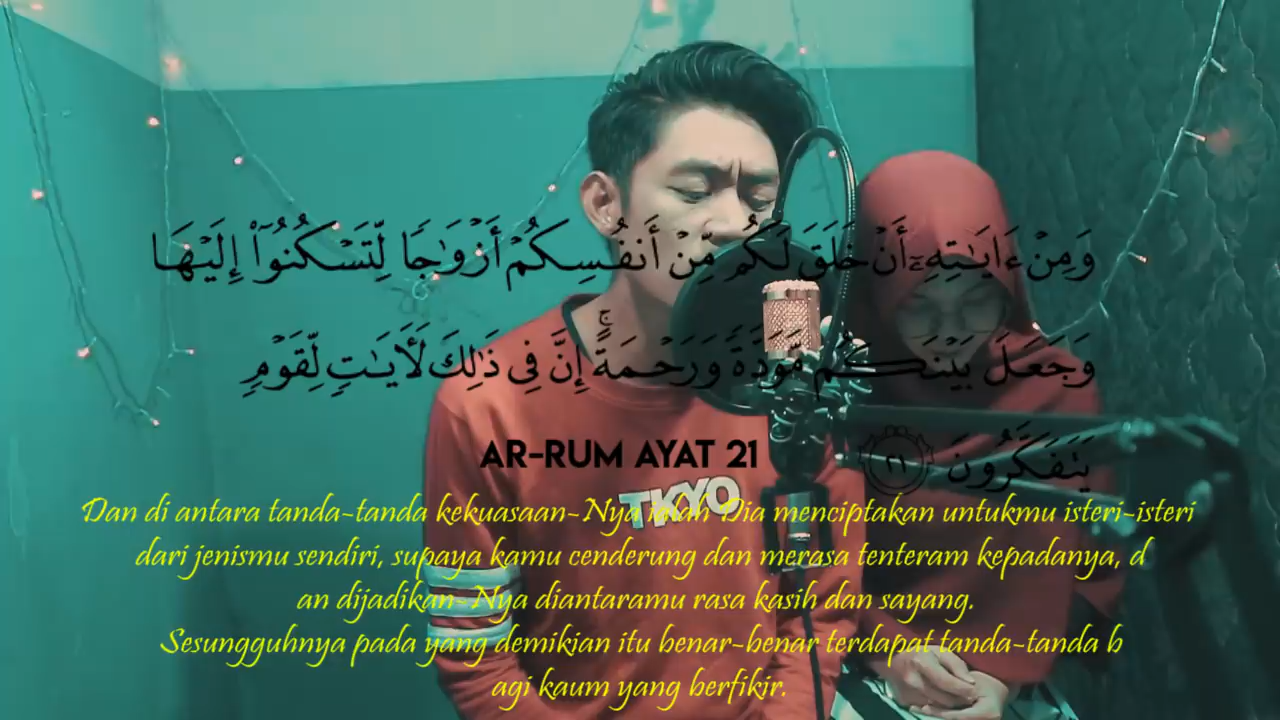 وَمِنْ ءَايَـٰتِهِۦٓ أَنْ خَلَقَ لَكُم مِّنْ أَنفُسِكُمْ أَزْوَٰجًا لِّتَسْكُنُوٓا۟ إِلَيْهَا
وَجَعَلَ بَيْنَكُم مَّوَدَّةً وَرَحْمَةً ۚ إِنَّ فِى ذَٰلِكَ لَـَٔايَـٰتٍ لِّقَوْمٍ
يَتَفَكَّرُونَ ٢١
AR-RUM AYAT 21
TKYO
Dan di antara tanda-tanda kekuasaan-Nya ialah Dia menciptakan untukmu isteri-isteri
dari jenismu sendiri, supaya kamu cenderung dan merasa tenteram kepadanya, d
an dijadikan-Nya diantaramu rasa kasih dan sayang.
Sesungguhnya pada yang demikian itu benar-benar terdapat tanda-tanda b
agi kaum yang berfikir.